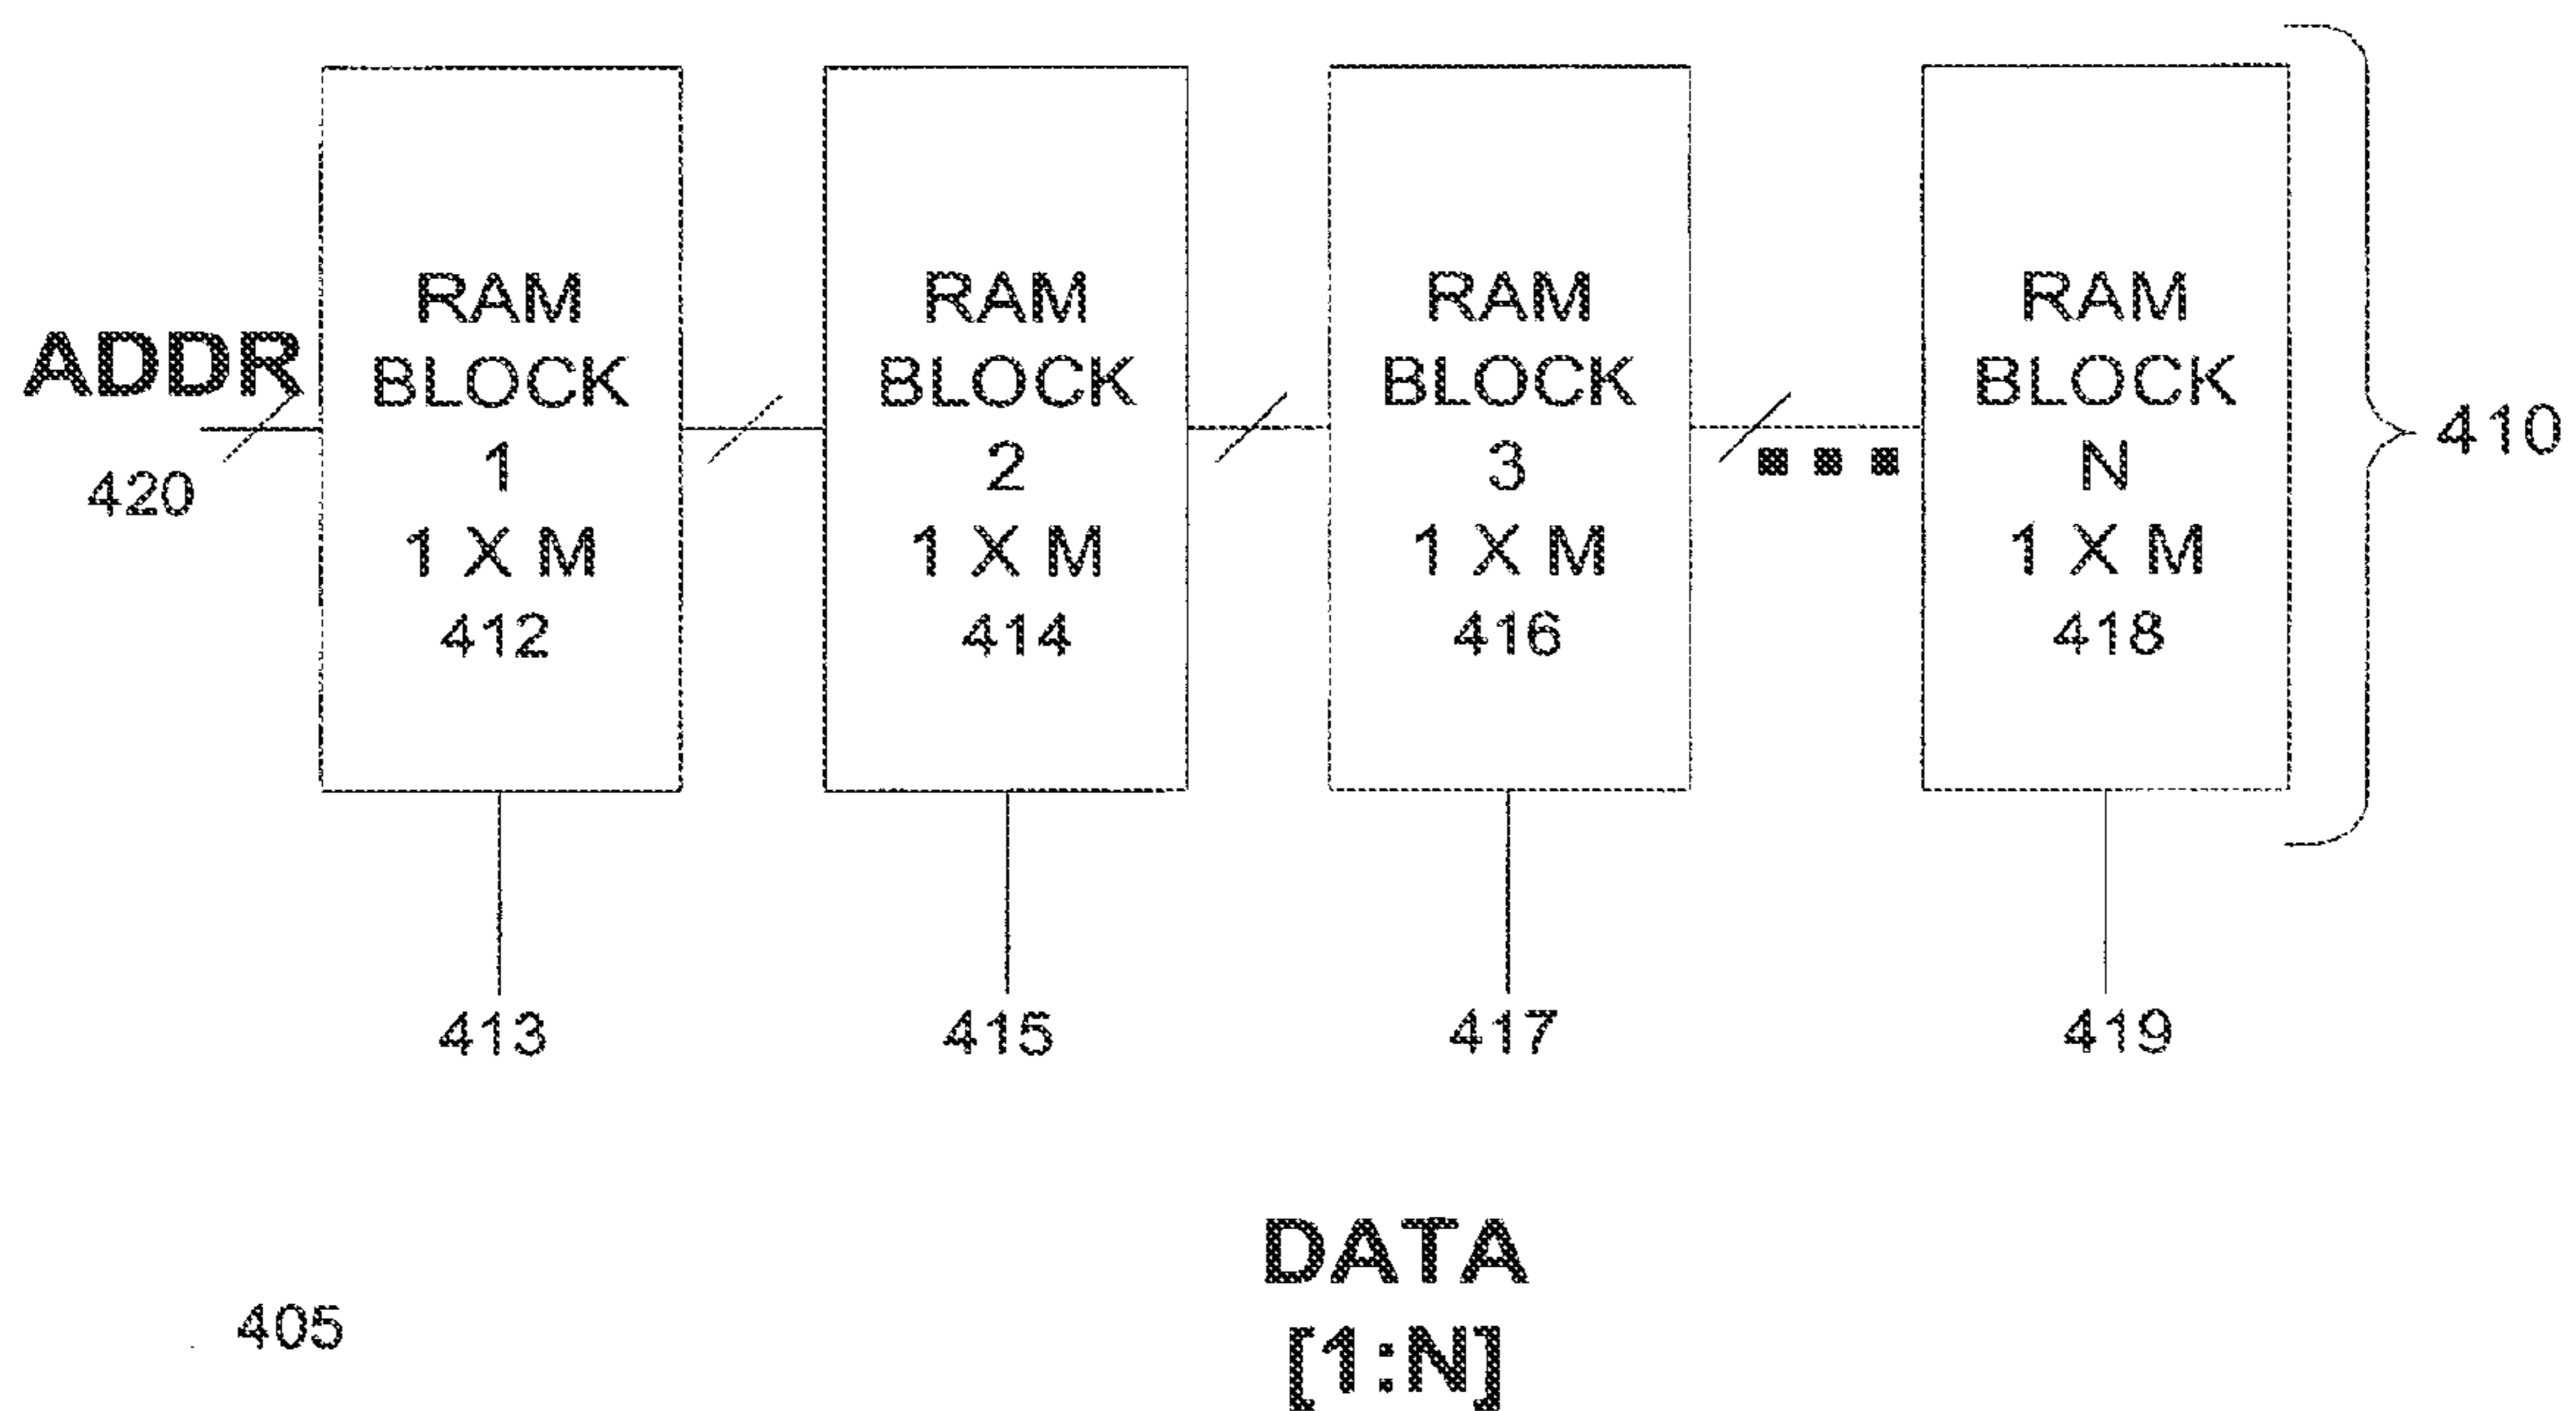 ADDR
420
RAM
BLOCK
1
1 X M
412
RAM
BLOCK
2
1 X M
414
RAM
BLOCK
3
1 X M
416
RAM
BLOCK
N
1 X M
418
410
413
415
417
419
DATA
[1:N]
405